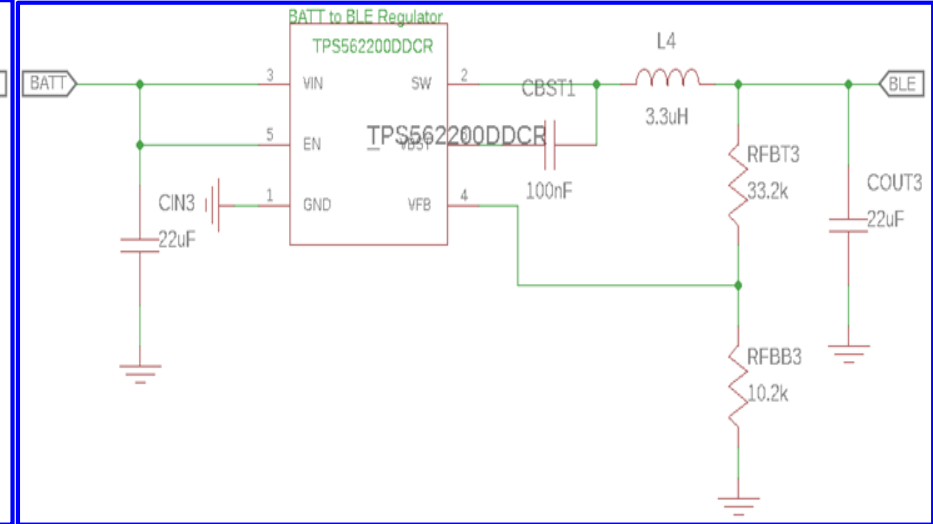 BATT to BLE Regulator
TPS562200DDCR
BATT
3
VIN
SW
2
CBST1
L4
3.3uH
BLE
5
EN
TPS562200DDCR
VBST
100nF
RFBT3
33.2k
CIN3
22uF
1
GND
VFB
4
COUT3
22uF
RFBB3
10.2k